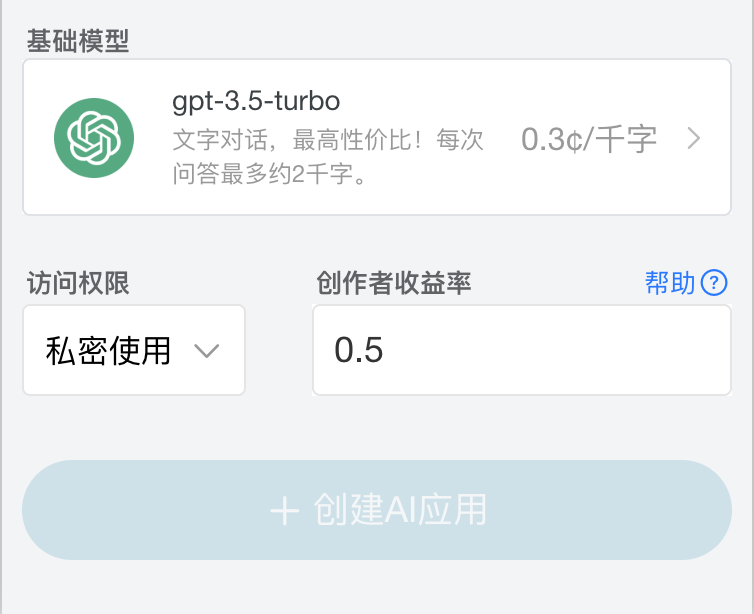 基础模型
gpt-3.5-turbo
文字对话，最高性价比！每次
问答最多约2千字。
0.3¢/千字
访问权限
创作者收益率
帮助?
私密使用
0.5
+ 创建AI应用